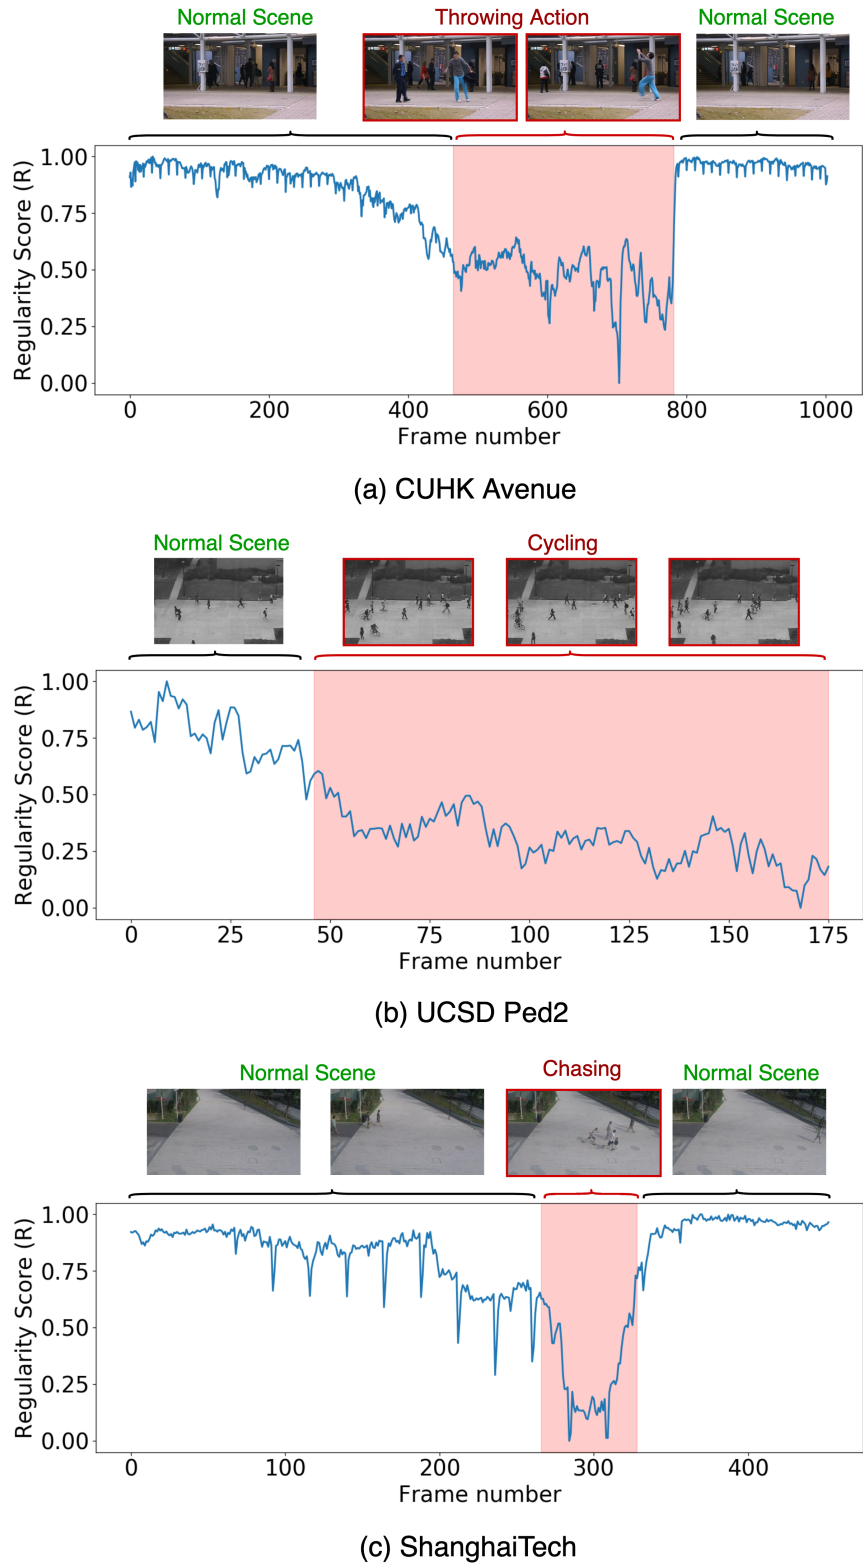 Normal Scene Throwing Action Normal Scene
Regularity Score (R)
1.00
0.75
0.50
0.25
0.00
0 200 400 600 800 1000
Frame number
(a) CUHK Avenue
Normal Scene Cycling
Regularity Score (R)
1.00
0.75
0.50
0.25
0.00
0 25 50 75 100 125 150 175
Frame number
(b) UCSD Ped2
Normal Scene Chasing Normal Scene
Regularity Score (R)
1.00
0.75
0.50
0.25
0.00
0 100 200 300 400
Frame number
(c) ShanghaiTech